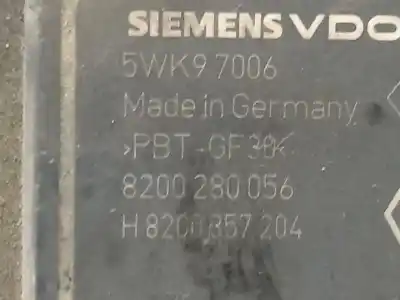 SIEMENS VDO
5WK9 7006
Made in Germany
>PBT-GF30<
8200 280 056
H 8200 357 204